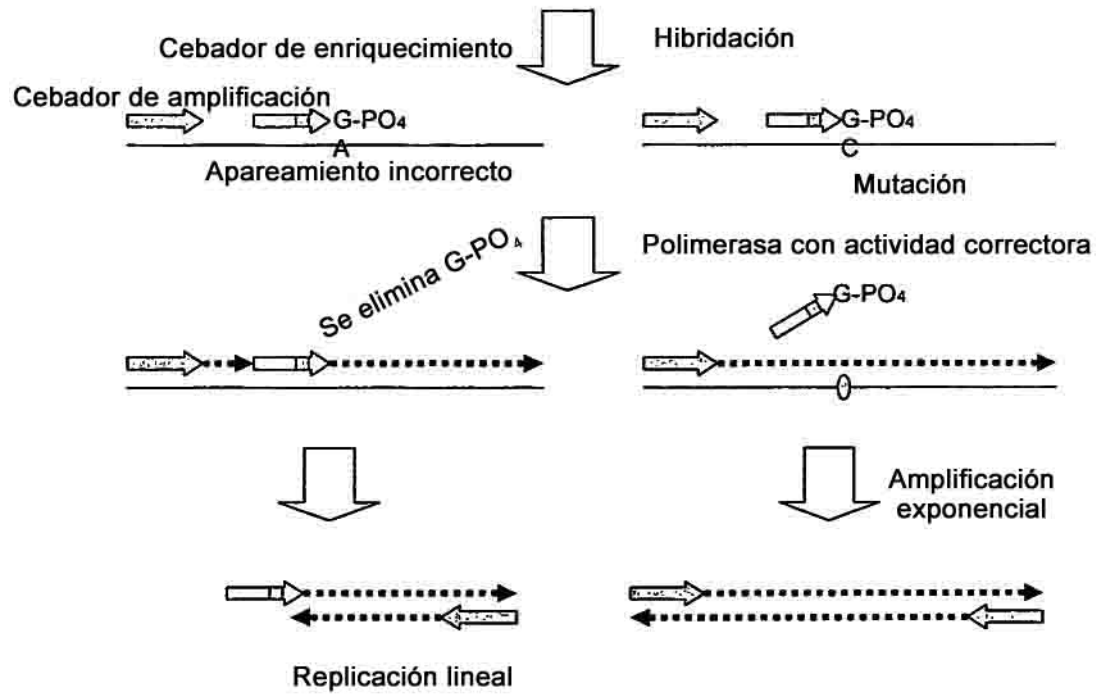 Cebador de enriquecimiento
Hibridación
Cebador de amplificación
G-PO4
A
Apareamiento incorrecto
G-PO4
C
Mutación
Se elimina G-PO4
Polimerasa con actividad correctora
G-PO4
Amplificación
exponencial
Replicación lineal